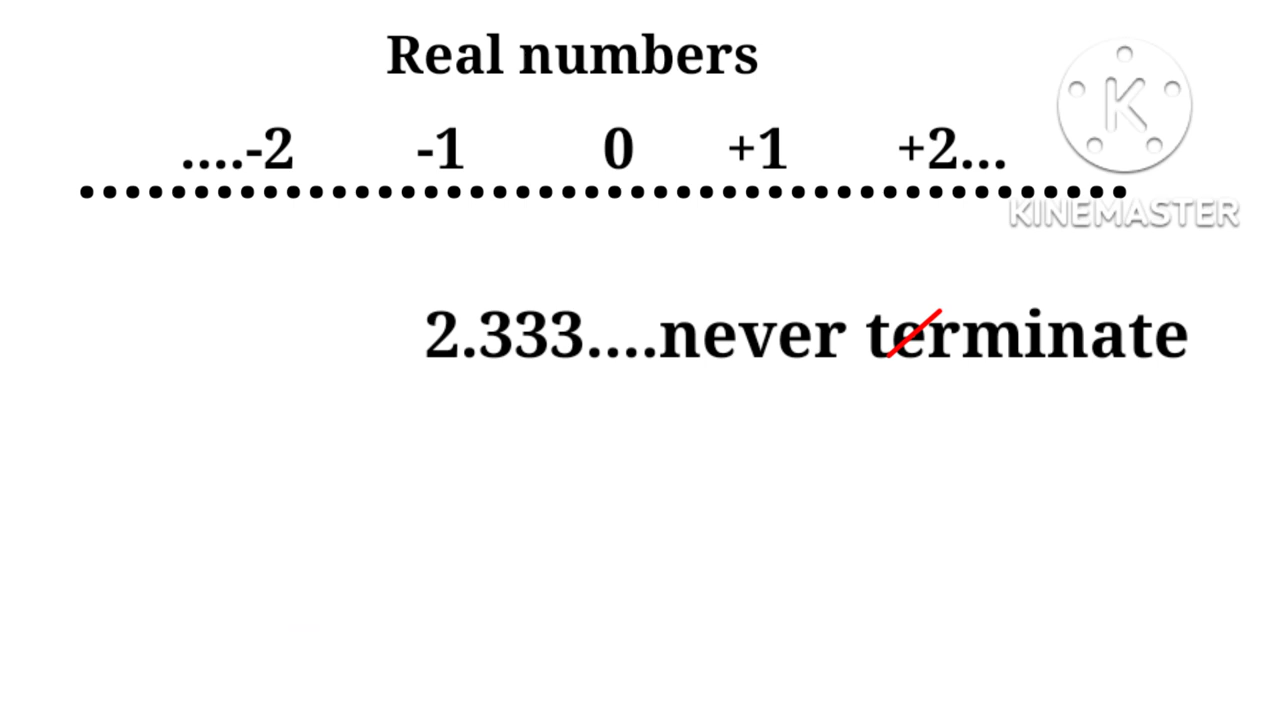 Real numbers
....-2 -1 0 +1 +2...
KINEMASTER
2.333....never terminate